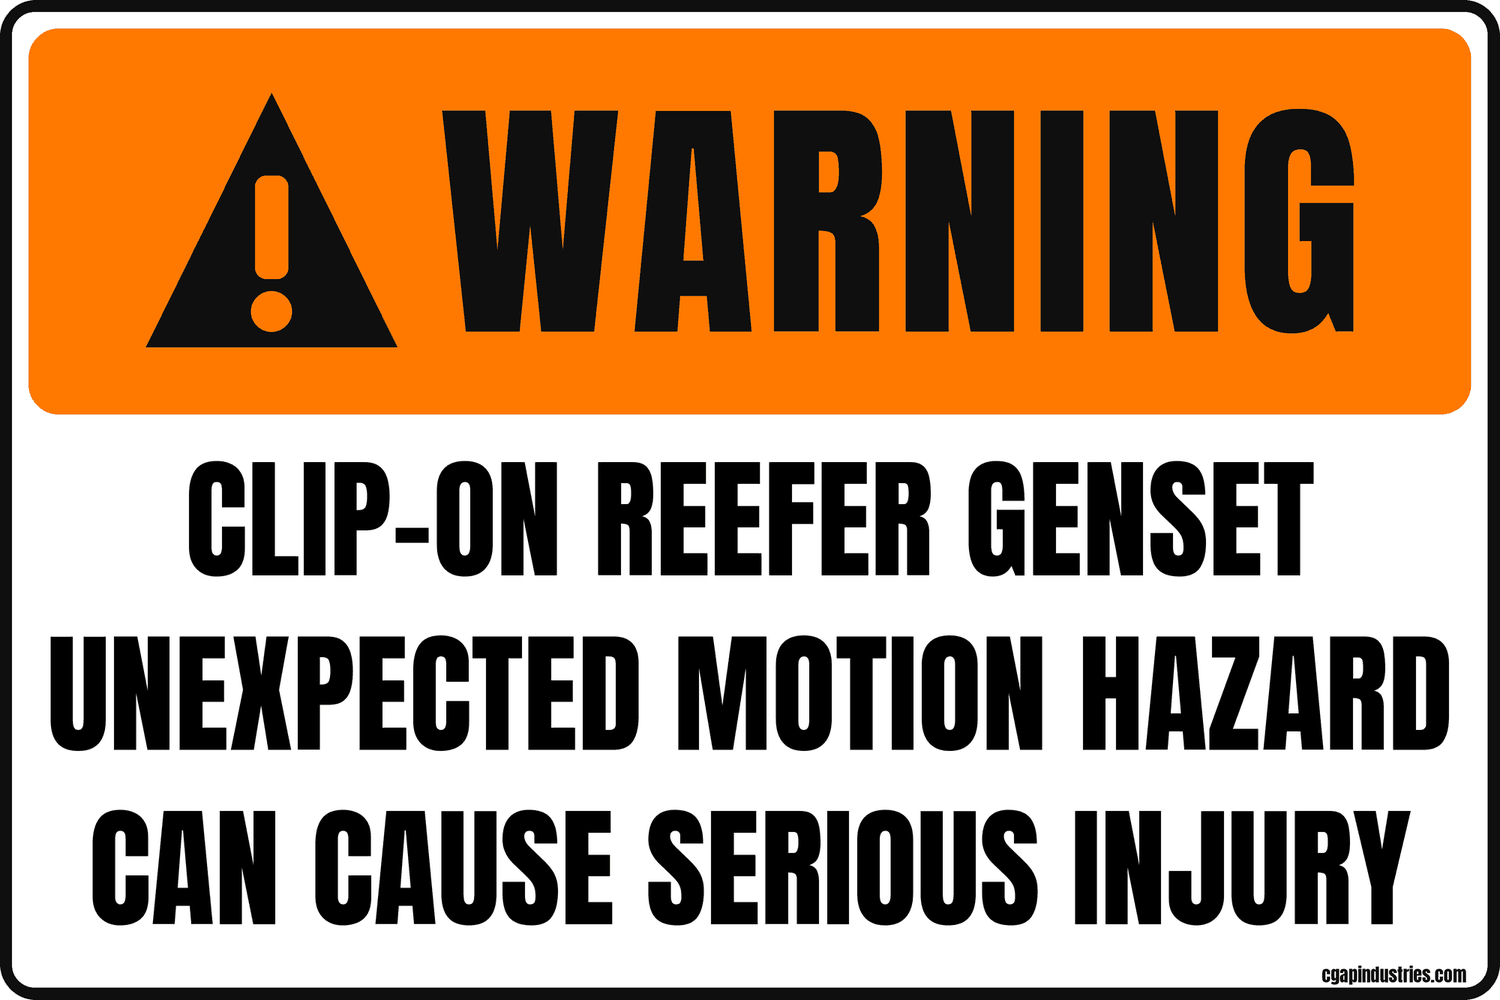 WARNING
CLIP-ON REEFER GENSET
UNEXPECTED MOTION HAZARD
CAN CAUSE SERIOUS INJURY
cgapindustries.com